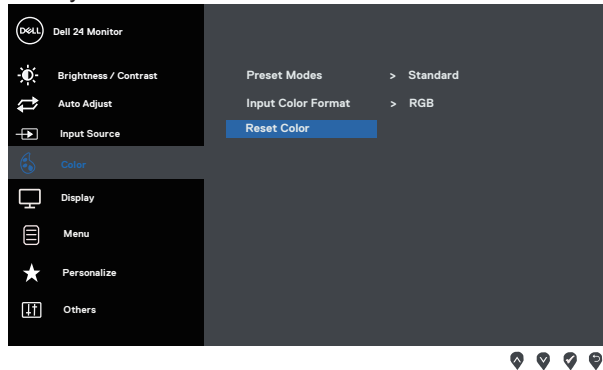 DELL
Dell 24 Monitor
Brightness / Contrast
Auto Adjust
Input Source
Color
Display
Menu
Personalize
Others
Preset Modes > Standard
Input Color Format > RGB
Reset Color